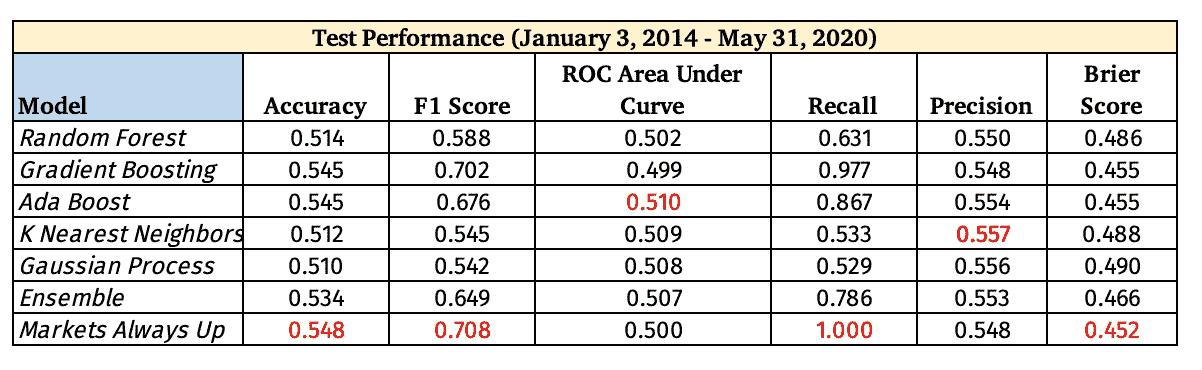 Test Performance (January 3, 2014 - May 31, 2020)
Model Accuracy F1 Score ROC Area Under Curve Recall Precision Brier Score
Random Forest 0.514 0.588 0.502 0.631 0.550 0.486
Gradient Boosting 0.545 0.702 0.499 0.977 0.548 0.455
Ada Boost 0.545 0.676 0.510 0.867 0.554 0.455
K Nearest Neighbors 0.512 0.545 0.509 0.533 0.557 0.488
Gaussian Process 0.510 0.542 0.508 0.529 0.556 0.490
Ensemble 0.534 0.649 0.507 0.786 0.553 0.466
Markets Always Up 0.548 0.708 0.500 1.000 0.548 0.452